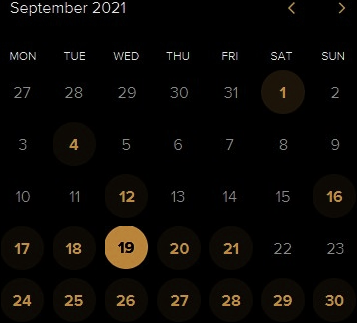 September 2021
MON TUE WED THU FRI SAT SUN
27 28 29 30 31 1 2
3 4 5 6 7 8 9
10 11 12 13 14 15 16
17 18 19 20 21 22 23
24 25 26 27 28 29 30